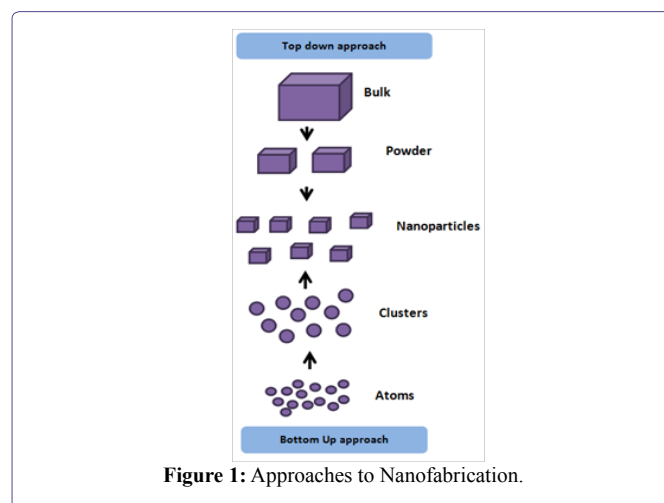 Top down approach
Bulk
Powder
Nanoparticles
Clusters
Atoms
Bottom Up approach
Figure 1: Approaches to Nanofabrication.